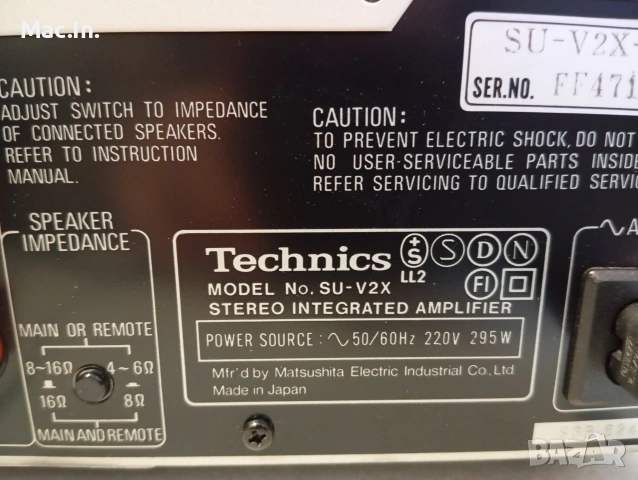 Mac.In.
SU-V2X
SER.NO. FF471
CAUTION:
ADJUST SWITCH TO IMPEDANCE
OF CONNECTED SPEAKERS.
REFER TO INSTRUCTION
MANUAL.
CAUTION:
TO PREVENT ELECTRIC SHOCK, DO NOT
NO USER-SERVICEABLE PARTS INSIDE
REFER SERVICING TO QUALIFIED
SPEAKER
IMPEDANCE
MAIN OR REMOTE
8~16Ω 4~6Ω
16Ω 8Ω
MAIN AND REMOTE
Technics +S S D N
LL2 FI
MODEL No. SU-V2X
STEREO INTEGRATED AMPLIFIER
POWER SOURCE : ∿ 50/60Hz 220V 295W
Mfr'd by Matsushita Electric Industrial Co., Ltd.
Made in Japan
∿ A
BAZAR